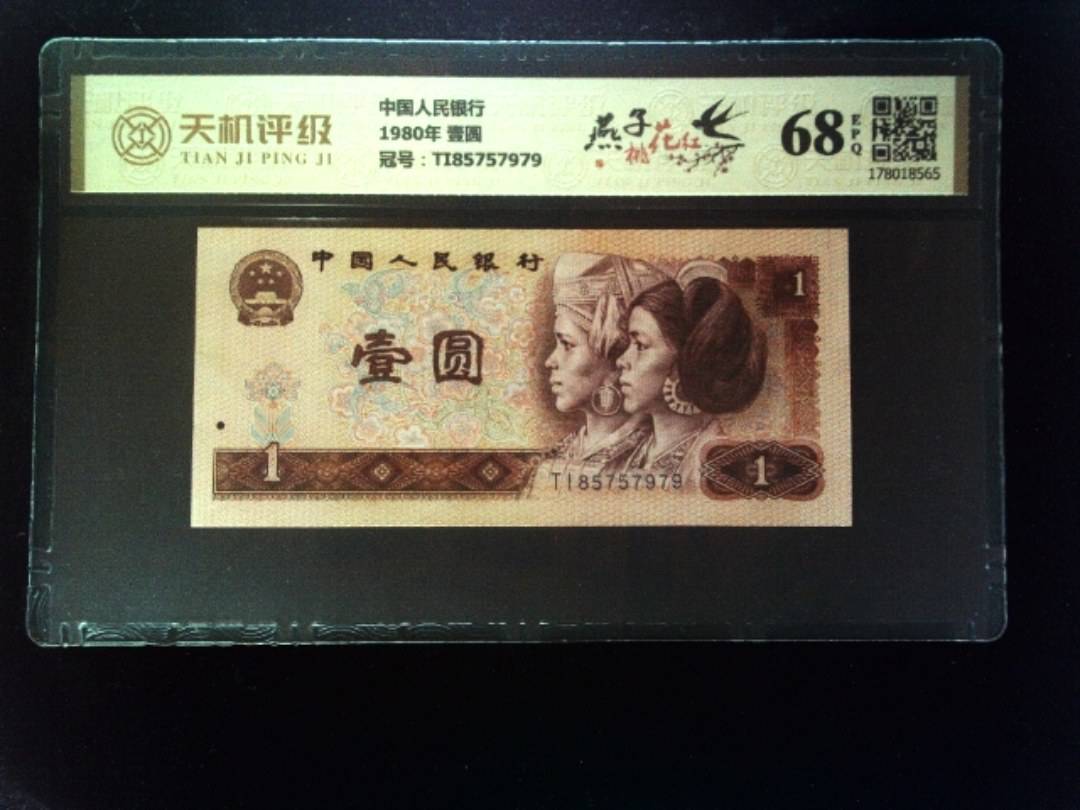 天机评级
TIAN JI PING JI
中国人民银行
1980年 壹圆
冠号：TI85757979
燕子
桃花红
68 EPQ
178018565
中国人民银行
1
壹圆
1
TI85757979
1